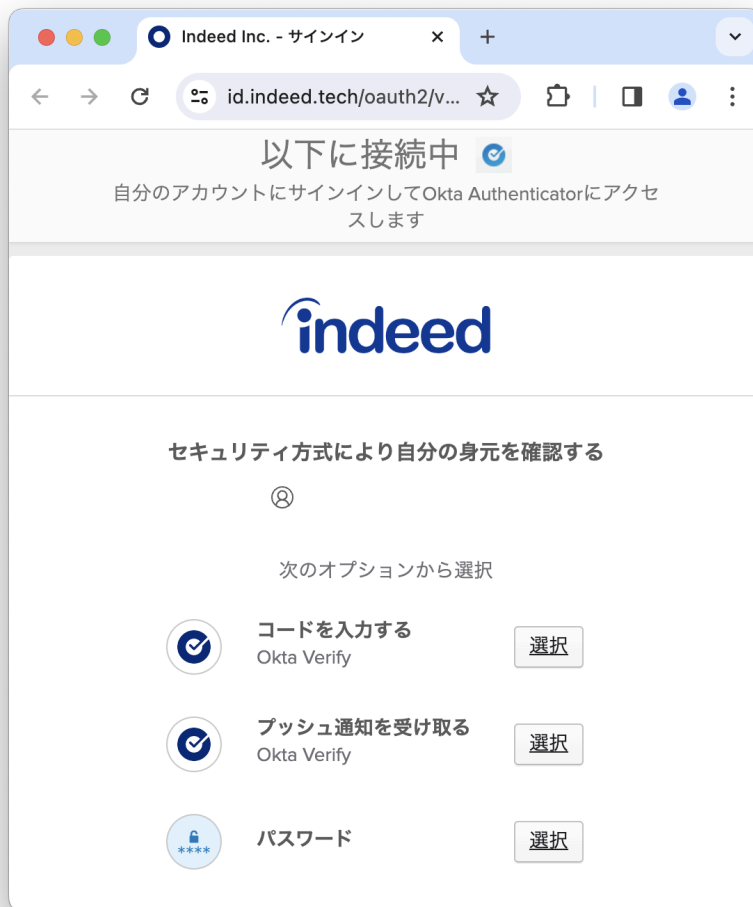 Indeed Inc. - サインイン
id.indeed.tech/oauth2/v...
以下に接続中
自分のアカウントにサインインしてOkta Authenticatorにアクセ
スします
indeed
セキュリティ方式により自分の身元を確認する
次のオプションから選択
コードを入力する
Okta Verify
選択
プッシュ通知を受け取る
Okta Verify
選択
****
パスワード
選択